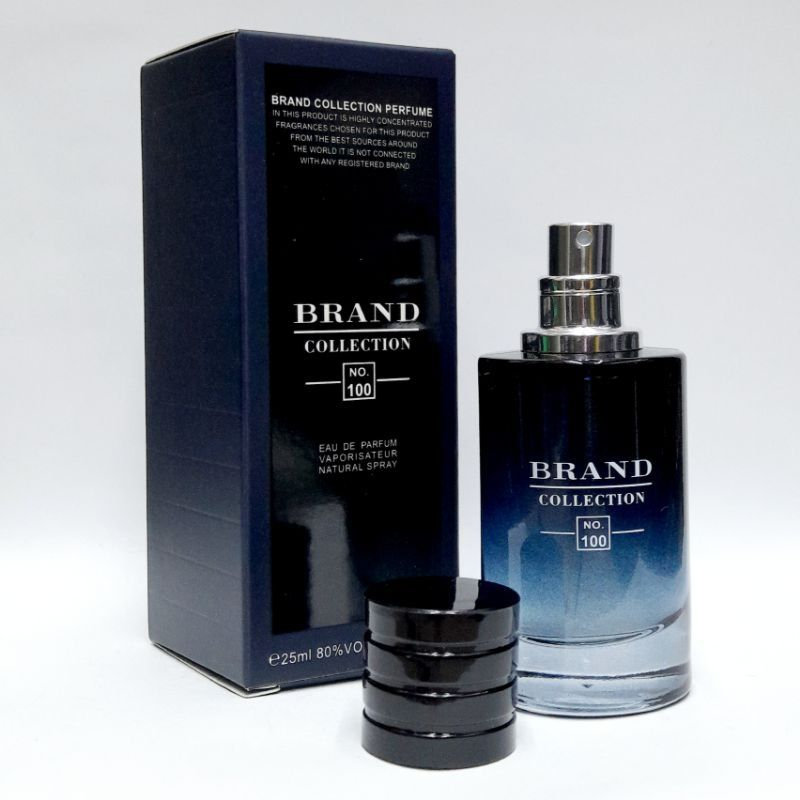 BRAND COLLECTION PERFUME
IN THIS PRODUCT IS HIGHLY CONCENTRATED
FRAGRANCES CHOSEN FOR THIS PRODUCT
FROM THE BEST SOURCES AROUND
THE WORLD IT IS NOT CONNECTED
WITH ANY REGISTERED BRAND
BRAND
COLLECTION
NO.
100
EAU DE PARFUM
VAPORISATEUR
NATURAL SPRAY
℮25ml 80%VO
BRAND
COLLECTION
NO.
100